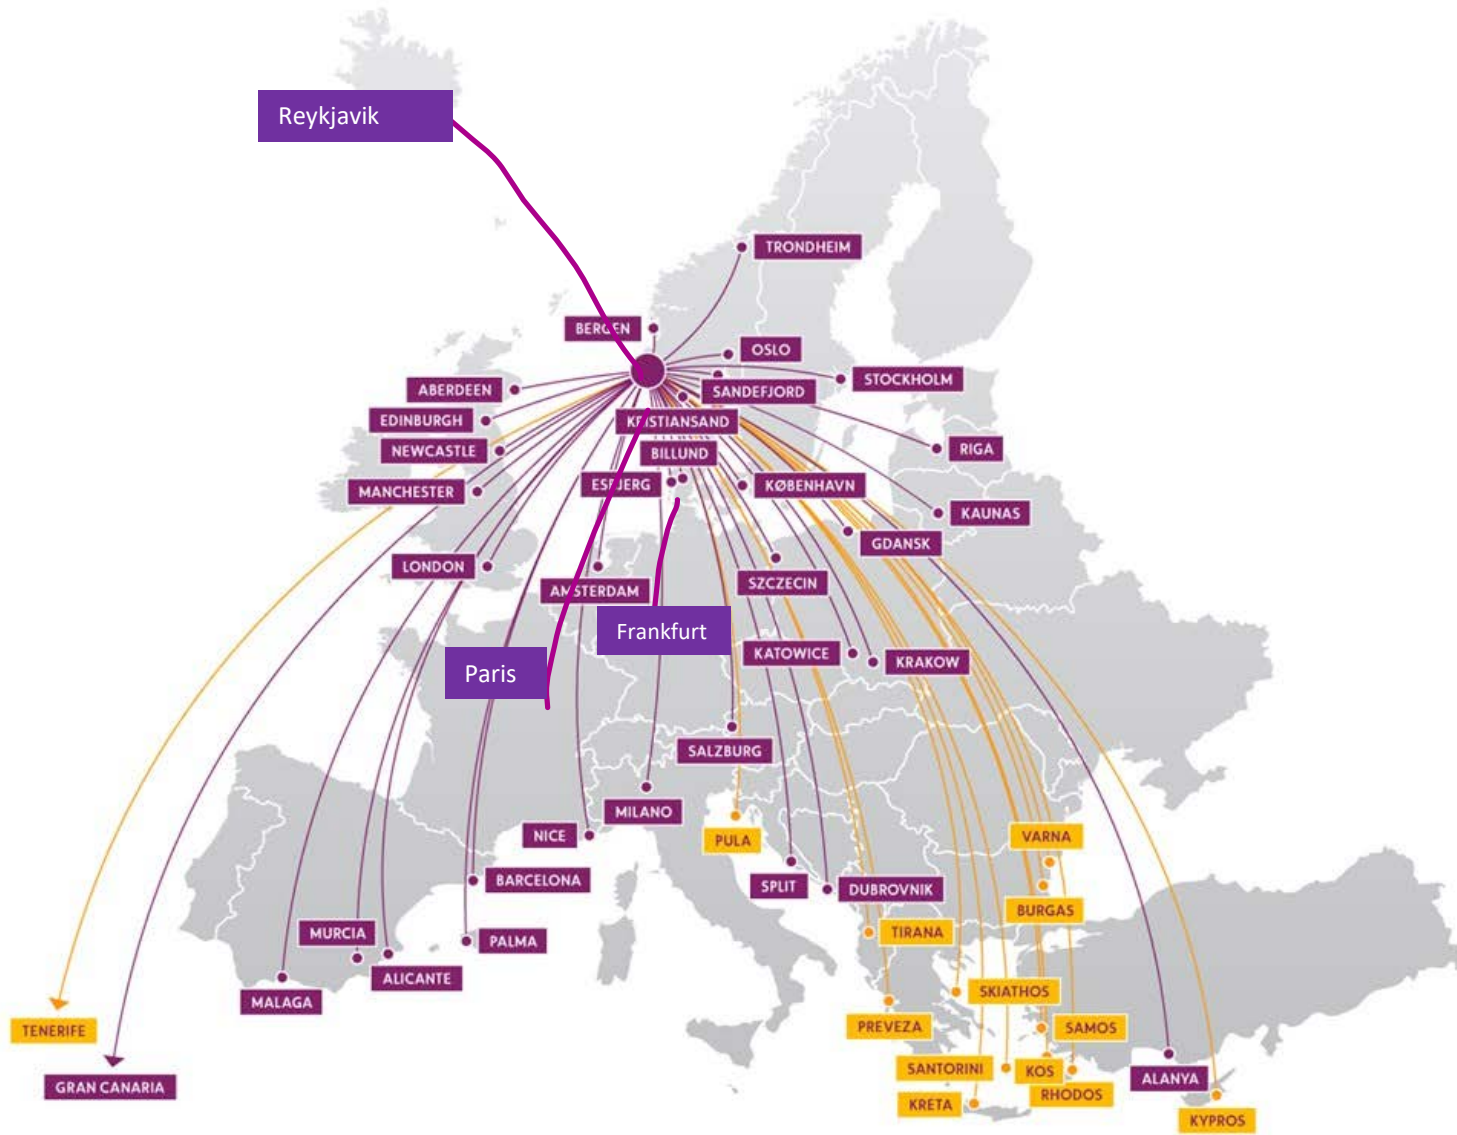 Reykjavik
TRONDHEIM
BERGEN
OSLO
STOCKHOLM
ABERDEEN
SANDEFJORD
EDINBURGH
KRISTIANSAND
NEWCASTLE
RIGA
BILLUND
ESBJERG
KØBENHAVN
MANCHESTER
KAUNAS
GDANSK
LONDON
SZCZECIN
AMSTERDAM
Frankfurt
KATOWICE
KRAKOW
Paris
SALZBURG
MILANO
NICE
PULA
VARNA
BARCELONA
SPLIT
DUBROVNIK
BURGAS
MURCIA
PALMA
TIRANA
ALICANTE
MALAGA
SKIATHOS
TENERIFE
PREVEZA
SAMOS
SANTORINI
KOS
ALANYA
GRAN CANARIA
RHODOS
KRETA
KYPROS